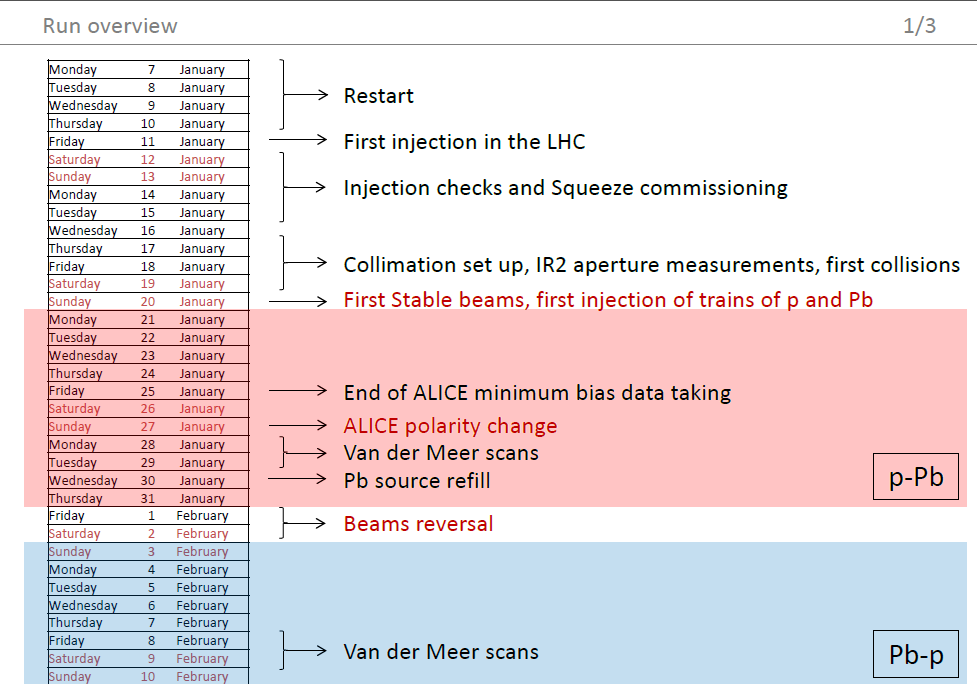 Run overview 1/3
Monday 7 January
Tuesday 8 January
Wednesday 9 January
Restart
Thursday 10 January
Friday 11 January
First injection in the LHC
Saturday 12 January
Sunday 13 January
Monday 14 January
Injection checks and Squeeze commissioning
Tuesday 15 January
Wednesday 16 January
Thursday 17 January
Friday 18 January
Collimation set up, IR2 aperture measurements, first collisions
Saturday 19 January
Sunday 20 January
First Stable beams, first injection of trains of p and Pb
Monday 21 January
Tuesday 22 January
Wednesday 23 January
Thursday 24 January
Friday 25 January
End of ALICE minimum bias data taking
Saturday 26 January
Sunday 27 January
ALICE polarity change
Monday 28 January
Van der Meer scans
Tuesday 29 January
Wednesday 30 January
Pb source refill
p-Pb
Thursday 31 January
Friday 1 February
Beams reversal
Saturday 2 February
Sunday 3 February
Monday 4 February
Tuesday 5 February
Wednesday 6 February
Thursday 7 February
Friday 8 February
Van der Meer scans
Pb-p
Saturday 9 February
Sunday 10 February